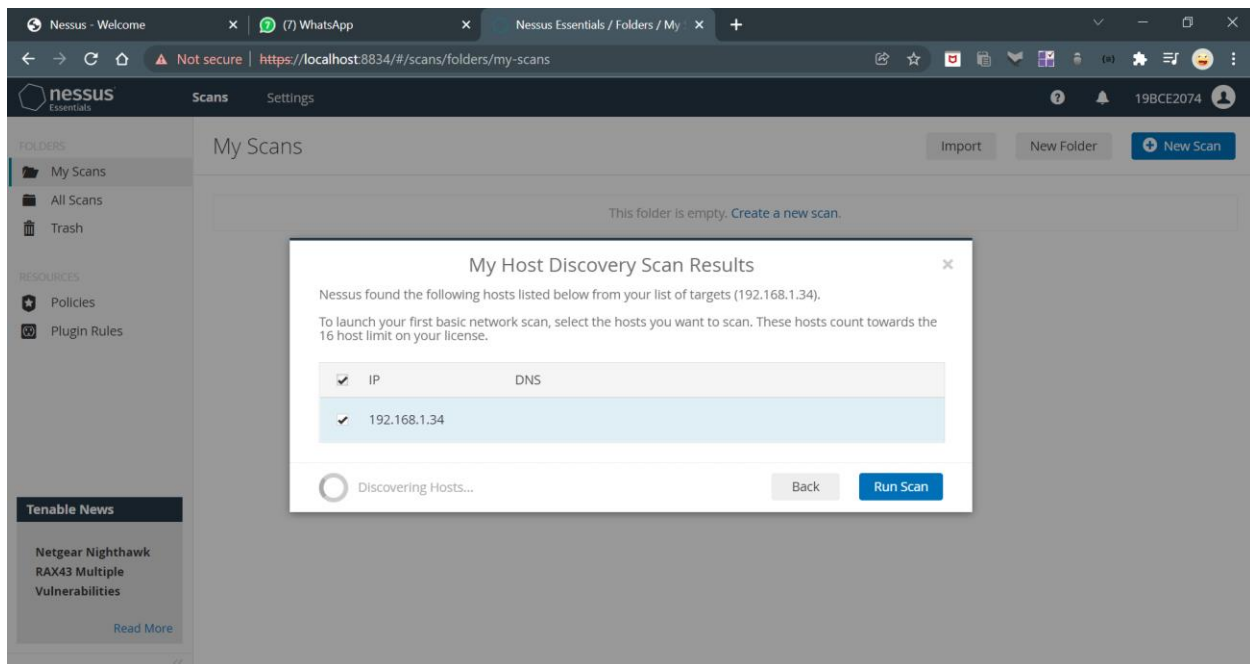 Nessus - Welcome
(7) WhatsApp
Nessus Essentials / Folders / My
Not secure | https://localhost:8834/#/scans/folders/my-scans
nessus
Essentials
Scans
Settings
19BCE2074
FOLDERS
My Scans
All Scans
Trash
RESOURCES
Policies
Plugin Rules
My Scans
Import
New Folder
New Scan
This folder is empty. Create a new scan.
My Host Discovery Scan Results
Nessus found the following hosts listed below from your list of targets (192.168.1.34).
To launch your first basic network scan, select the hosts you want to scan. These hosts count towards the
16 host limit on your license.
IP DNS
192.168.1.34
Discovering Hosts...
Back
Run Scan
Tenable News
Netgear Nighthawk
RAX43 Multiple
Vulnerabilities
Read More